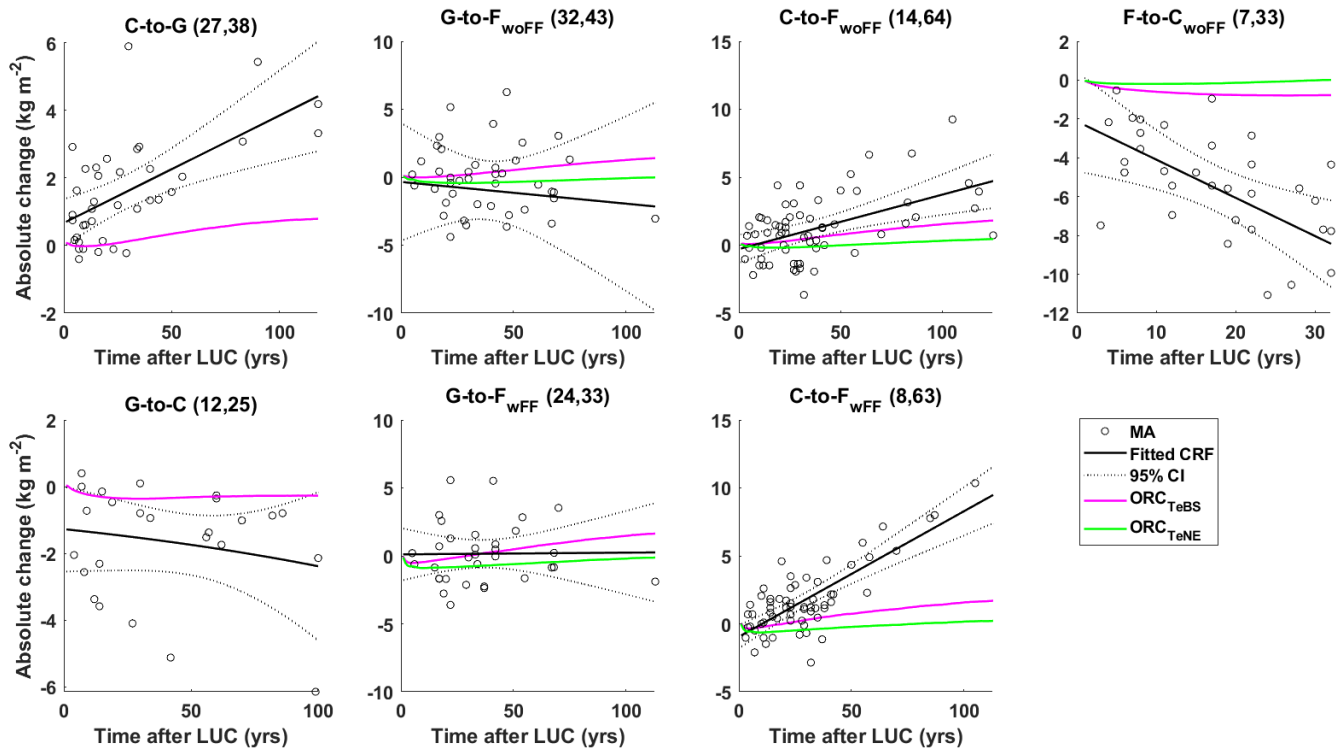 C-to-G (27,38)
Absolute change (kg m-2)
6
4
2
0
-2
0 50 100
Time after LUC (yrs)
G-to-FwoFF (32,43)
10
5
0
-5
-10
0 50 100
Time after LUC (yrs)
C-to-FwoFF (14,64)
15
10
5
0
-5
0 50 100
Time after LUC (yrs)
F-to-CwoFF (7,33)
2
0
-2
-4
-6
-8
-10
-12
0 10 20 30
Time after LUC (yrs)
G-to-C (12,25)
Absolute change (kg m-2)
2
0
-2
-4
-6
0 50 100
Time after LUC (yrs)
G-to-FwFF (24,33)
10
5
0
-5
-10
0 50 100
Time after LUC (yrs)
C-to-FwFF (8,63)
15
10
5
0
-5
0 50 100
Time after LUC (yrs)
MA
Fitted CRF
95% CI
ORCTeBS
ORCTeNE